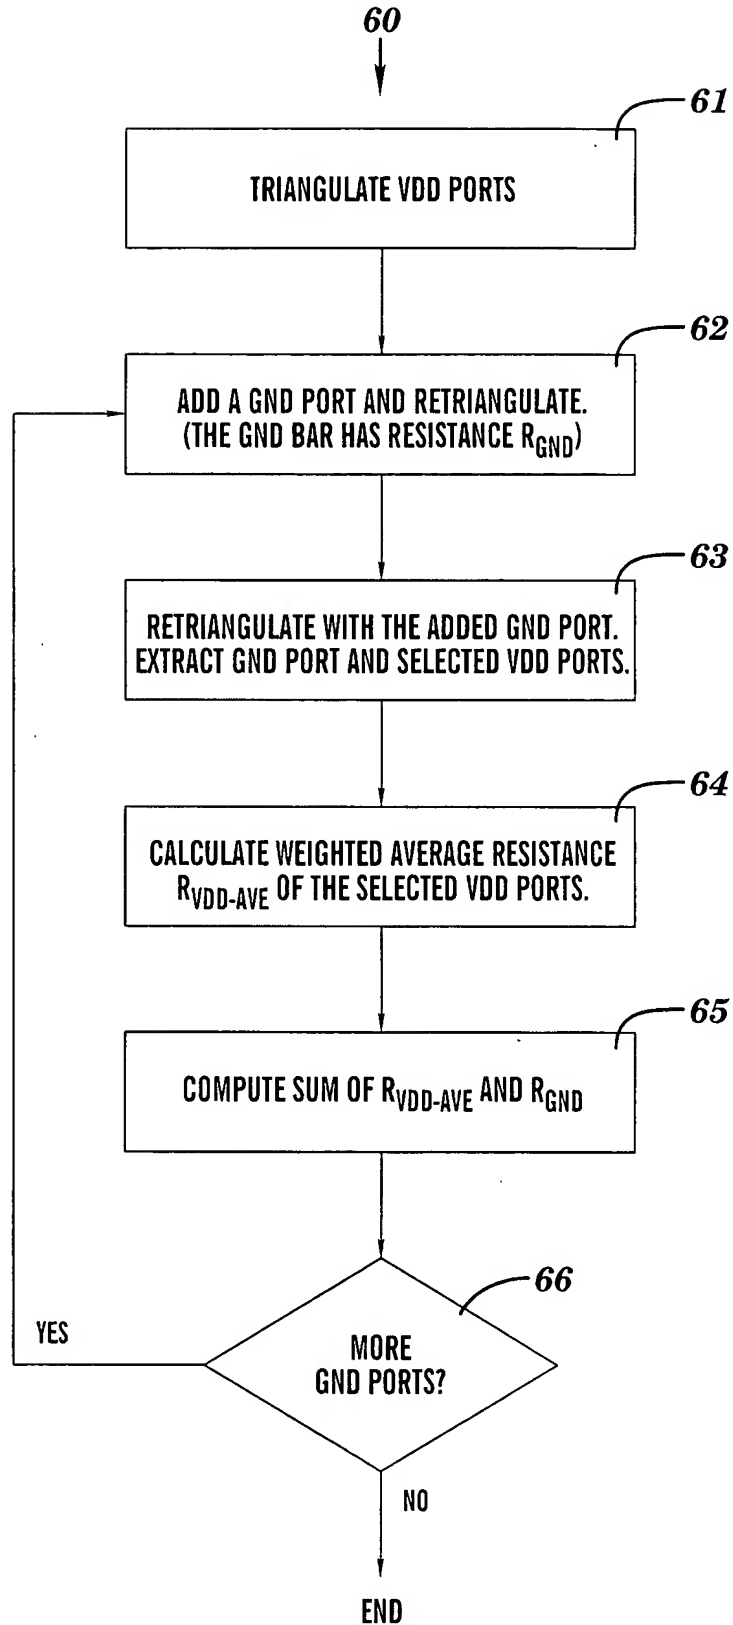 60
61
TRIANGULATE VDD PORTS
62
ADD A GND PORT AND RETRIANGULATE.
(THE GND BAR HAS RESISTANCE RGND)
63
RETRIANGULATE WITH THE ADDED GND PORT.
EXTRACT GND PORT AND SELECTED VDD PORTS.
64
CALCULATE WEIGHTED AVERAGE RESISTANCE
RVDD-AVE OF THE SELECTED VDD PORTS.
65
COMPUTE SUM OF RVDD-AVE AND RGND
66
MORE
GND PORTS?
YES
NO
END